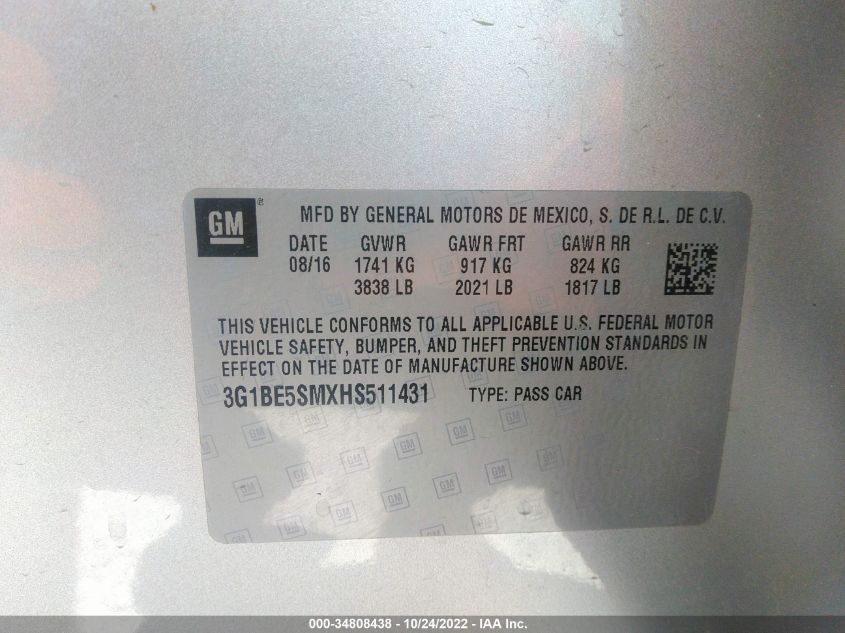 GM ® MFD BY GENERAL MOTORS DE MEXICO, S. DE R.L. DE C.V.
DATE GVWR GAWR FRT GAWR RR
08/16 1741 KG 917 KG 824 KG
3838 LB 2021 LB 1817 LB
THIS VEHICLE CONFORMS TO ALL APPLICABLE U.S. FEDERAL MOTOR
VEHICLE SAFETY, BUMPER, AND THEFT PREVENTION STANDARDS IN
EFFECT ON THE DATE OF MANUFACTURE SHOWN ABOVE.
3G1BE5SMXHS511431 TYPE: PASS CAR
000-34808438 - 10/24/2022 - IAA Inc.